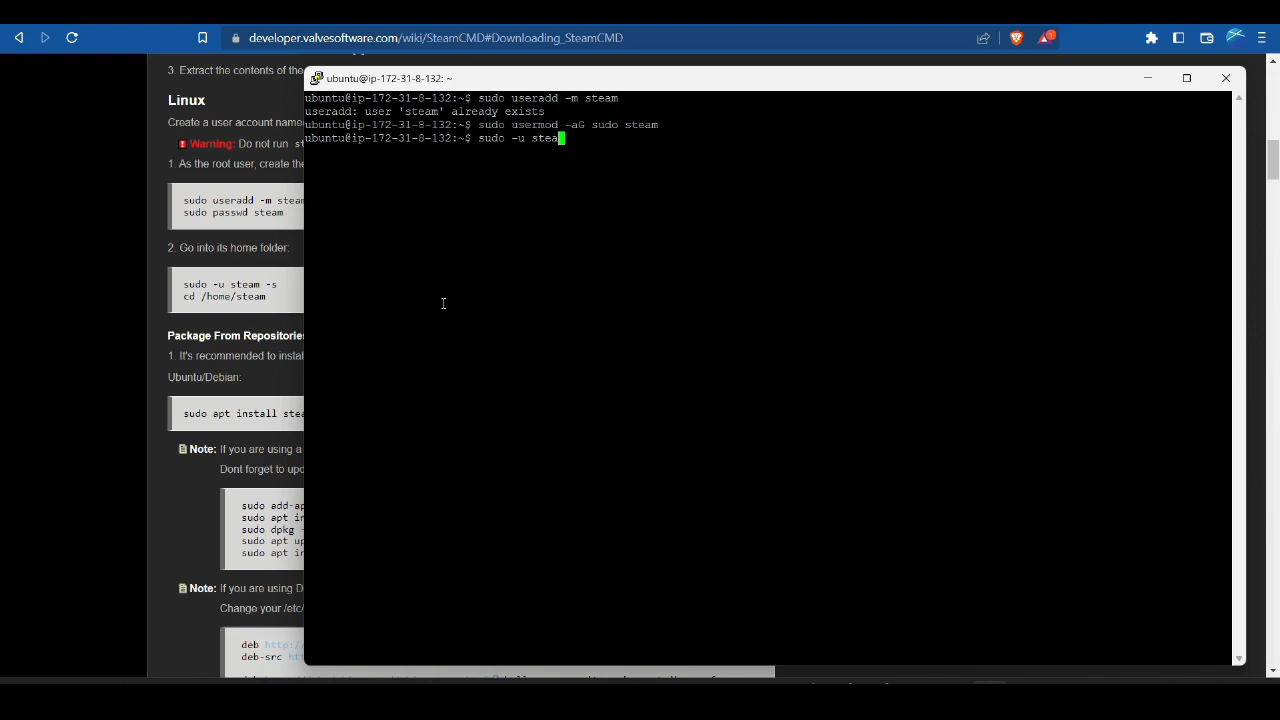 developer.valvesoftware.com/wiki/SteamCMD#Downloading_SteamCMD
1
3. Extract the contents of the
Linux
Create a user account name
Warning: Do not run st
1. As the root user, create the
sudo useradd -m steam
sudo passwd steam
2. Go into its home folder:
sudo -u steam -s
cd /home/steam
Package From Repositories
1. It's recommended to instal
Ubuntu/Debian:
sudo apt install stea
Note: If you are using a
Dont forget to upd
sudo add-ap
sudo apt in
sudo dpkg -
sudo apt up
sudo apt in
Note: If you are using D
Change your /etc/
deb http://
deb-src ht
ubuntu@ip-172-31-8-132: ~
ubuntu@ip-172-31-8-132:~$ sudo useradd -m steam
useradd: user 'steam' already exists
ubuntu@ip-172-31-8-132:~$ sudo usermod -aG sudo steam
ubuntu@ip-172-31-8-132:~$ sudo -u stea